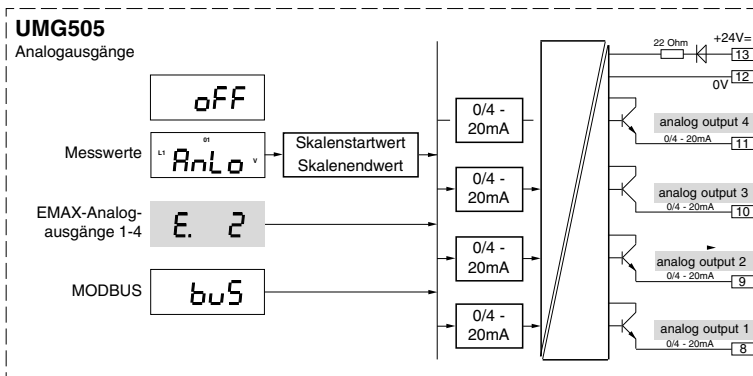 UMG505
Analogausgänge
oFF
Messwerte
L1
01
AnLo
v
Skalenstartwert
Skalenendwert
EMAX-Analog-
ausgänge 1-4
E. 2
MODBUS
buS
0/4 -
20mA
0/4 -
20mA
0/4 -
20mA
0/4 -
20mA
22 Ohm
+24V=
13
12
0V
analog output 4
0/4 - 20mA
11
analog output 3
0/4 - 20mA
10
analog output 2
0/4 - 20mA
9
analog output 1
0/4 - 20mA
8